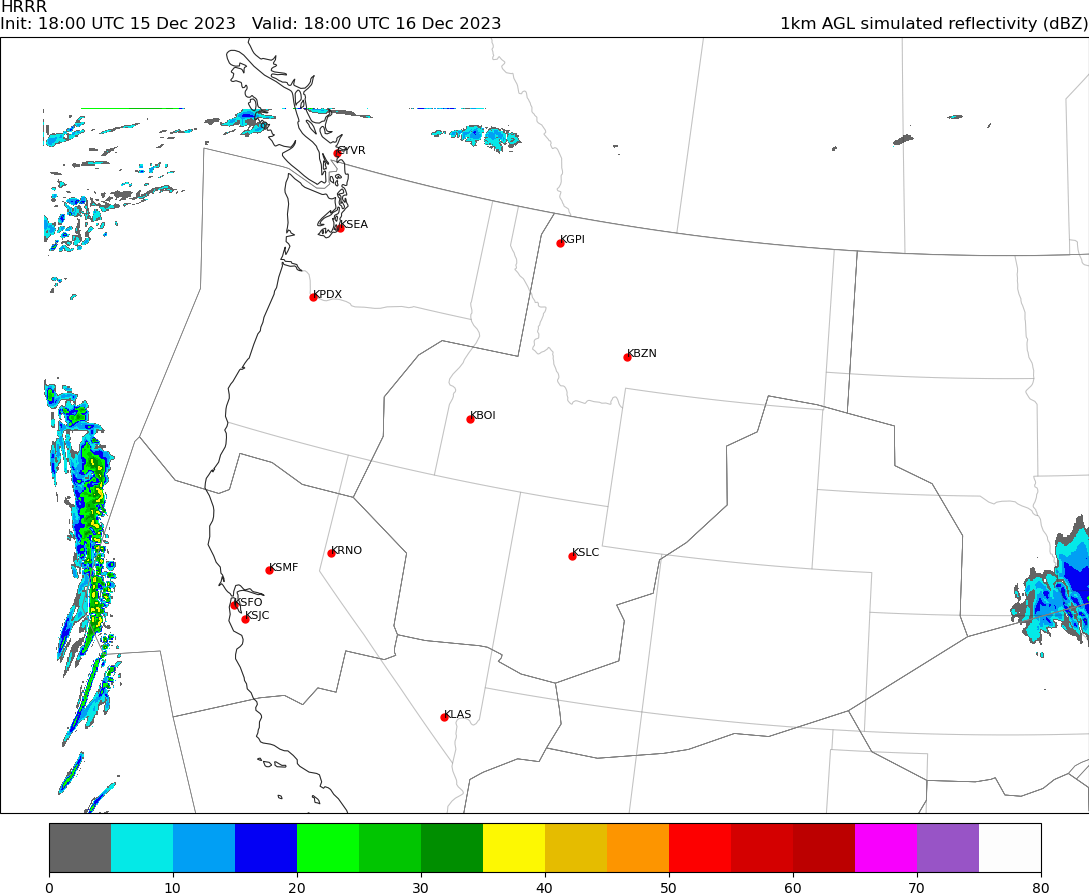 HRRR
Init: 18:00 UTC 15 Dec 2023   Valid: 18:00 UTC 16 Dec 2023
1km AGL simulated reflectivity (dBZ)
CYVR
KSEA
KGPI
KPDX
KBZN
KBOI
KRNO
KSLC
KSMF
KSFO
KSJC
KLAS
0 10 20 30 40 50 60 70 80